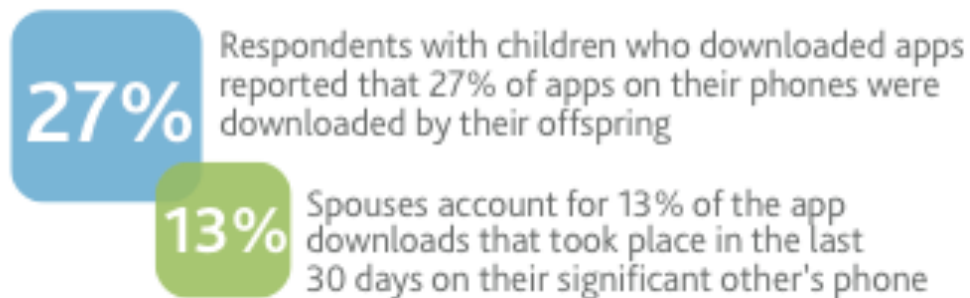 27%
Respondents with children who downloaded apps
reported that 27% of apps on their phones were
downloaded by their offspring
13%
Spouses account for 13% of the app
downloads that took place in the last
30 days on their significant other's phone